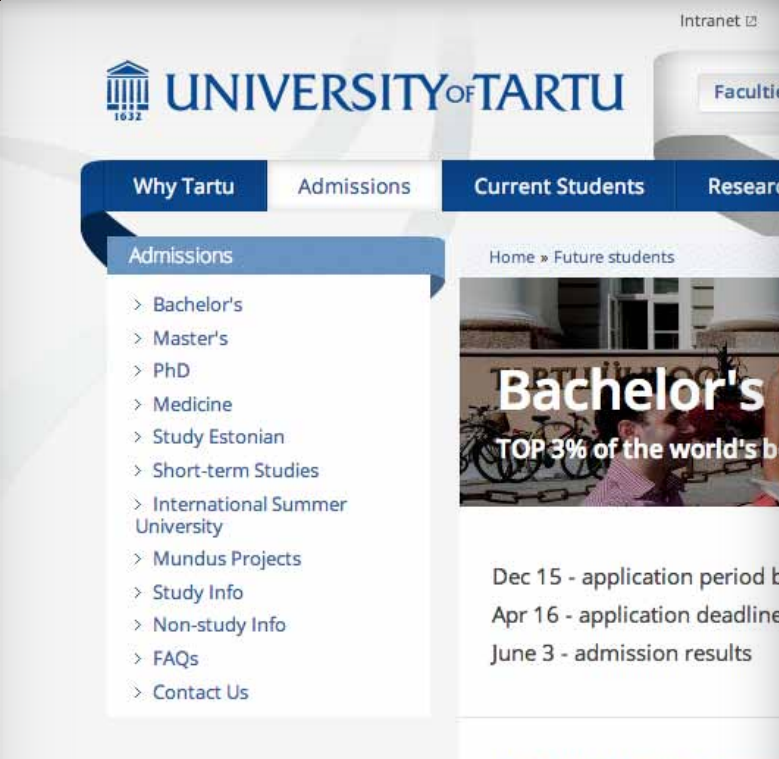 Intranet
UNIVERSITY OF TARTU
1632
Faculti
Why Tartu
Admissions
Current Students
Resear
Admissions
Home » Future students
> Bachelor's
> Master's
> PhD
> Medicine
> Study Estonian
> Short-term Studies
> International Summer
University
> Mundus Projects
> Study Info
> Non-study Info
> FAQs
> Contact Us
Bachelor's
TOP 3% of the world's b
Dec 15 - application period b
Apr 16 - application deadline
June 3 - admission results